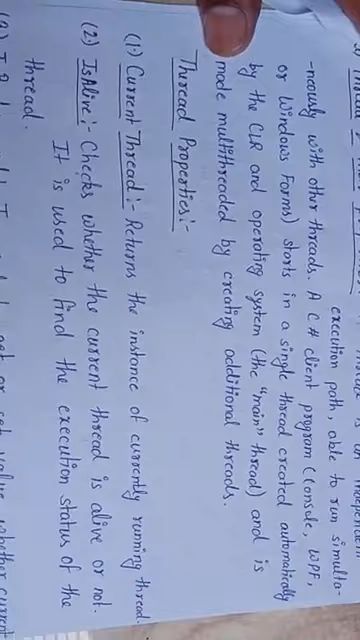 execution path, able to run simulta-
-neously with other threads. A C# client program (Console, WPF,
or Windows Forms) starts in a single thread created automatically
by the CLR and operating system (the "main" thread) and is
made multithreaded by creating additional threads.
Thread Properties:-
(1) Current Thread:- Returns the instance of currently running thread.
(2) IsAlive:- Checks whether the current thread is alive or not.
It is used to find the execution status of the
thread.